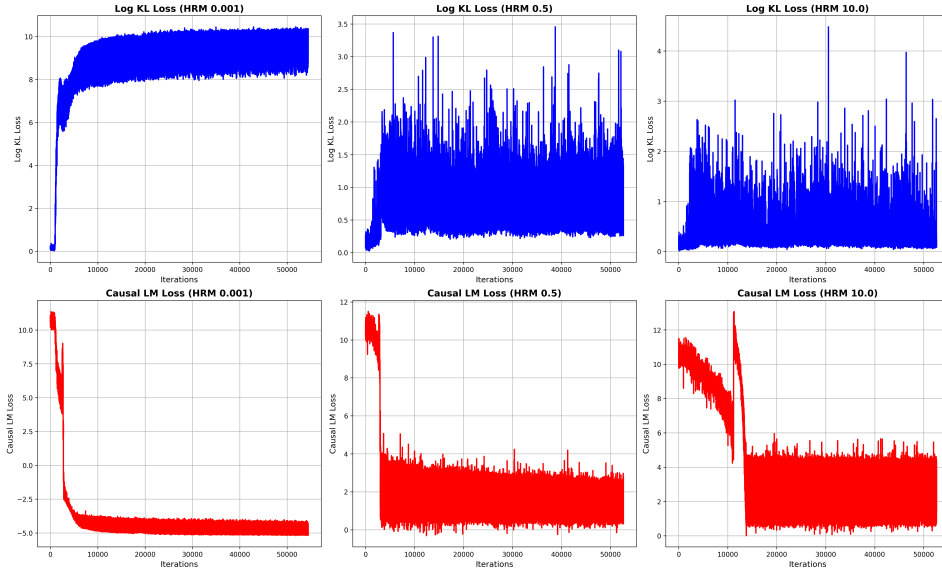 Log KL Loss (HRM 0.001)
Log KL Loss
10
8
6
4
2
0
0 10000 20000 30000 40000 50000
Iterations
Log KL Loss (HRM 0.5)
Log KL Loss
3.5
3.0
2.5
2.0
1.5
1.0
0.5
0.0
0 10000 20000 30000 40000 50000
Iterations
Log KL Loss (HRM 10.0)
Log KL Loss
4
3
2
1
0
0 10000 20000 30000 40000 50000
Iterations
Causal LM Loss (HRM 0.001)
Causal LM Loss
10.0
7.5
5.0
2.5
0.0
−2.5
−5.0
0 10000 20000 30000 40000 50000
Iterations
Causal LM Loss (HRM 0.5)
Causal LM Loss
12
10
8
6
4
2
0
0 10000 20000 30000 40000 50000
Iterations
Causal LM Loss (HRM 10.0)
Causal LM Loss
12
10
8
6
4
2
0
0 10000 20000 30000 40000 50000
Iterations